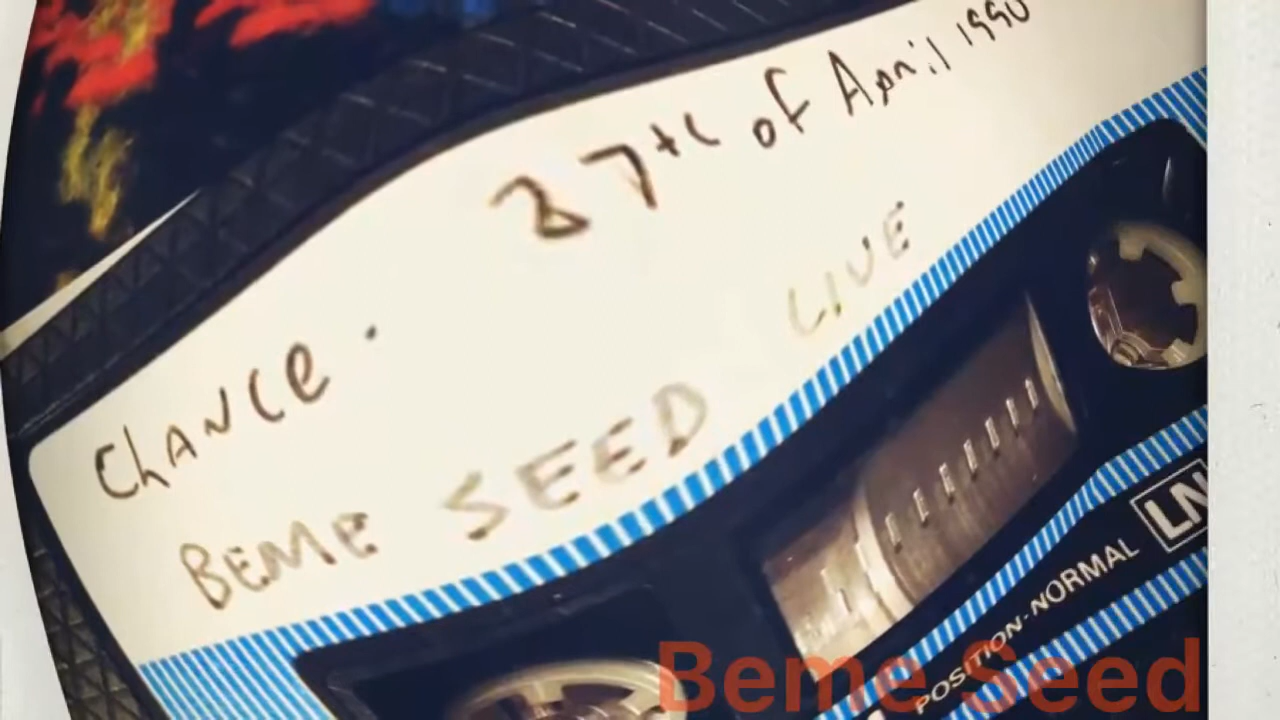 27th of April 1990
Chance.
LIVE
BEME SEED
POSITION-NORMAL
LN
Beme Seed